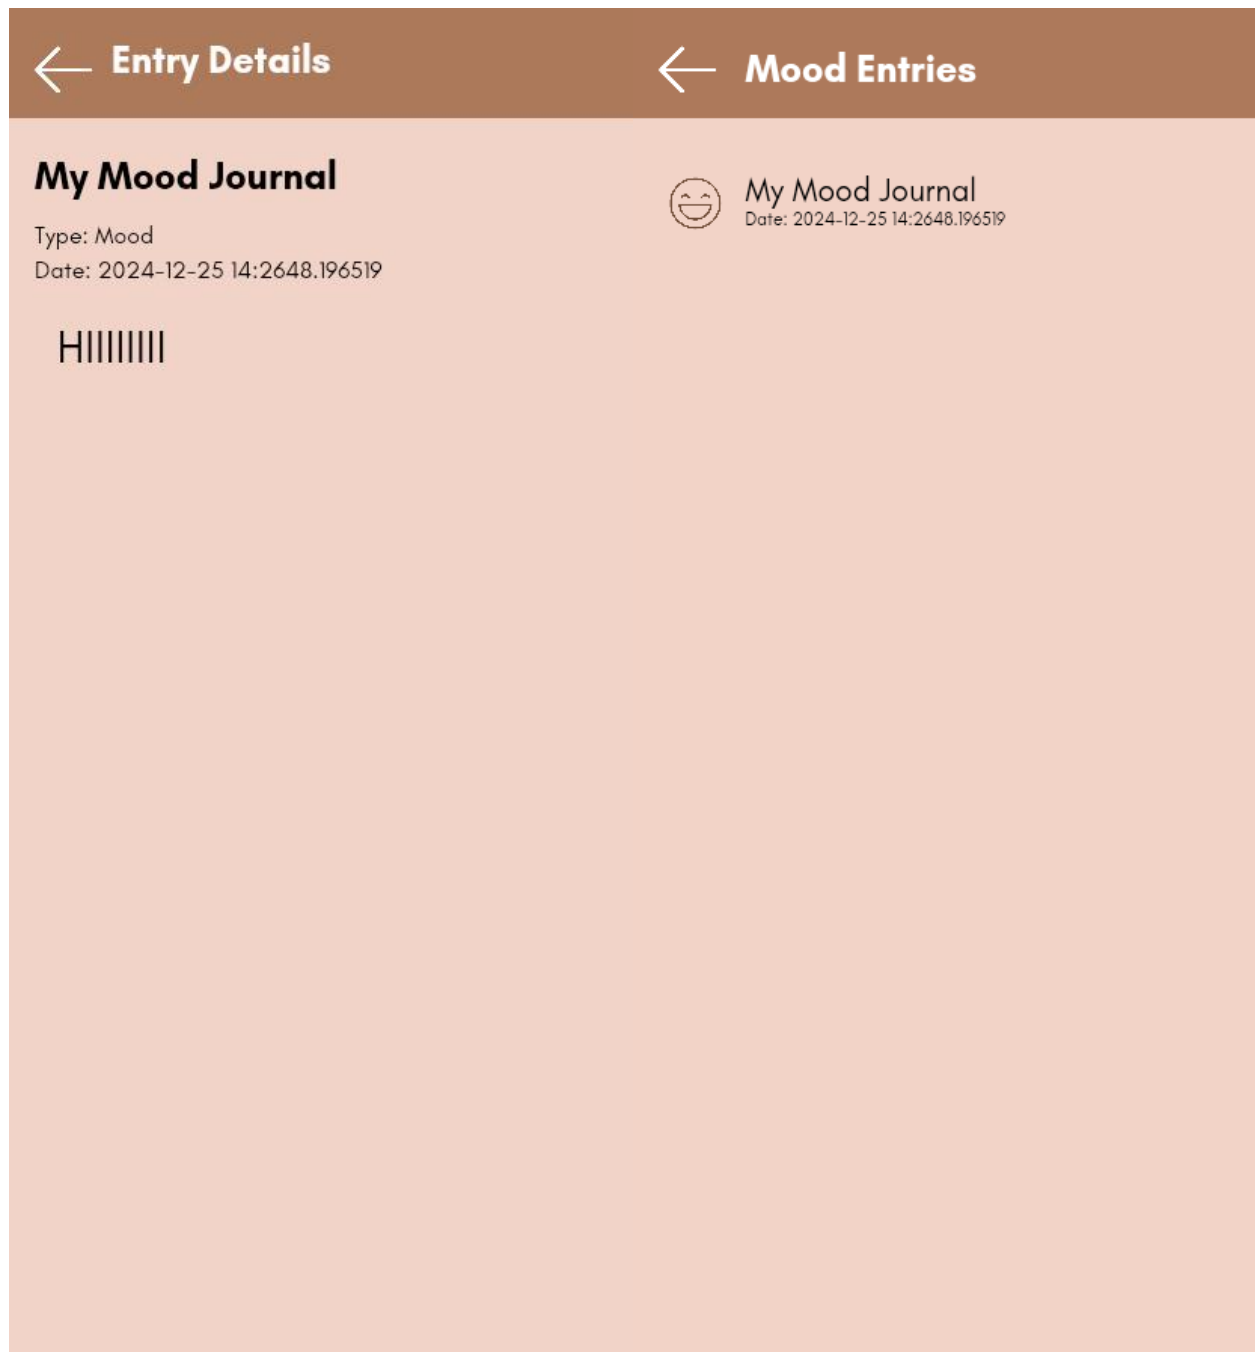 Entry Details
My Mood Journal
Type: Mood
Date: 2024-12-25 14:2648.196519
HIIIIIIII
Mood Entries
My Mood Journal
Date: 2024-12-25 14:2648.196519